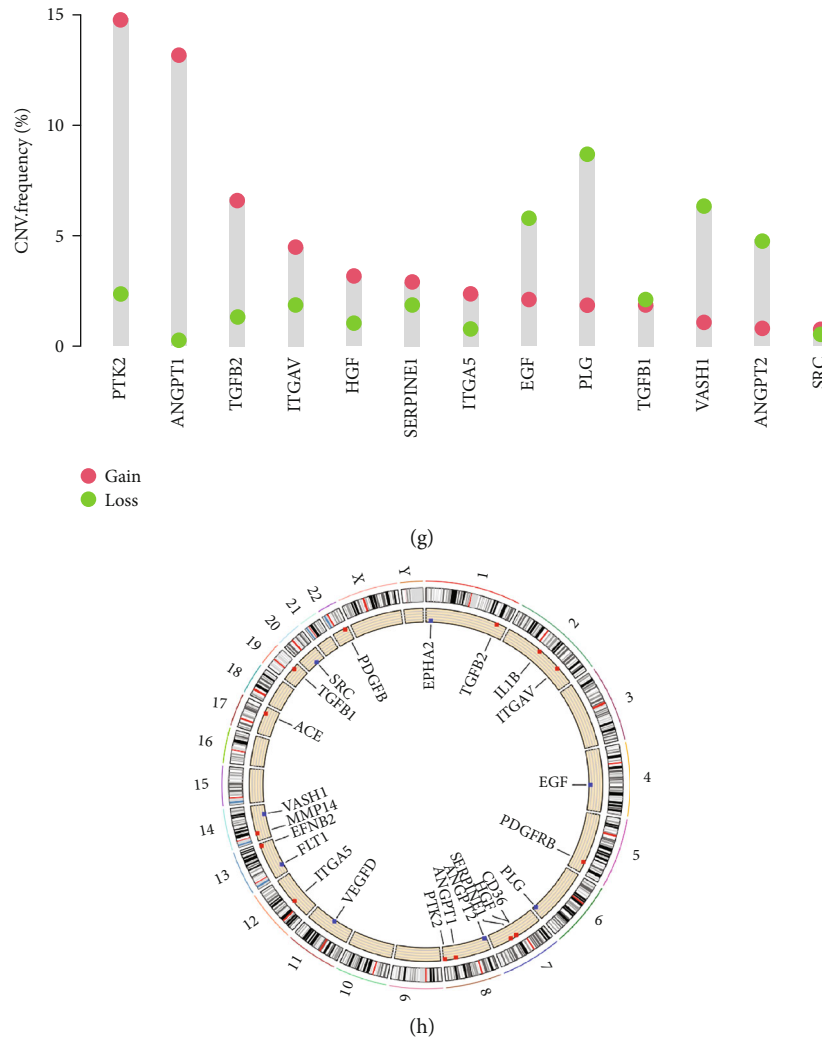 15
10
5
0
CNV.frequency (%)
PTK2
ANGPT1
TGFB2
ITGAV
HGF
SERPINE1
ITGA5
EGF
PLG
TGFB1
VASH1
ANGPT2
SRC
Gain
Loss
(g)
1
2
3
4
5
6
7
8
9
10
11
12
13
14
15
16
17
18
19
20
21
22
X
Y
EPHA2
TGFB2
IL1B
ITGAV
EGF
PDGFRB
PLG
CD36
SERPINE1
ANGPT2
ANGPT1
PTK2
VEGFD
ITGA5
FLT1
EFNB2
MMP14
VASH1
ACE
TGFB1
SRC
PDGFB
(h)